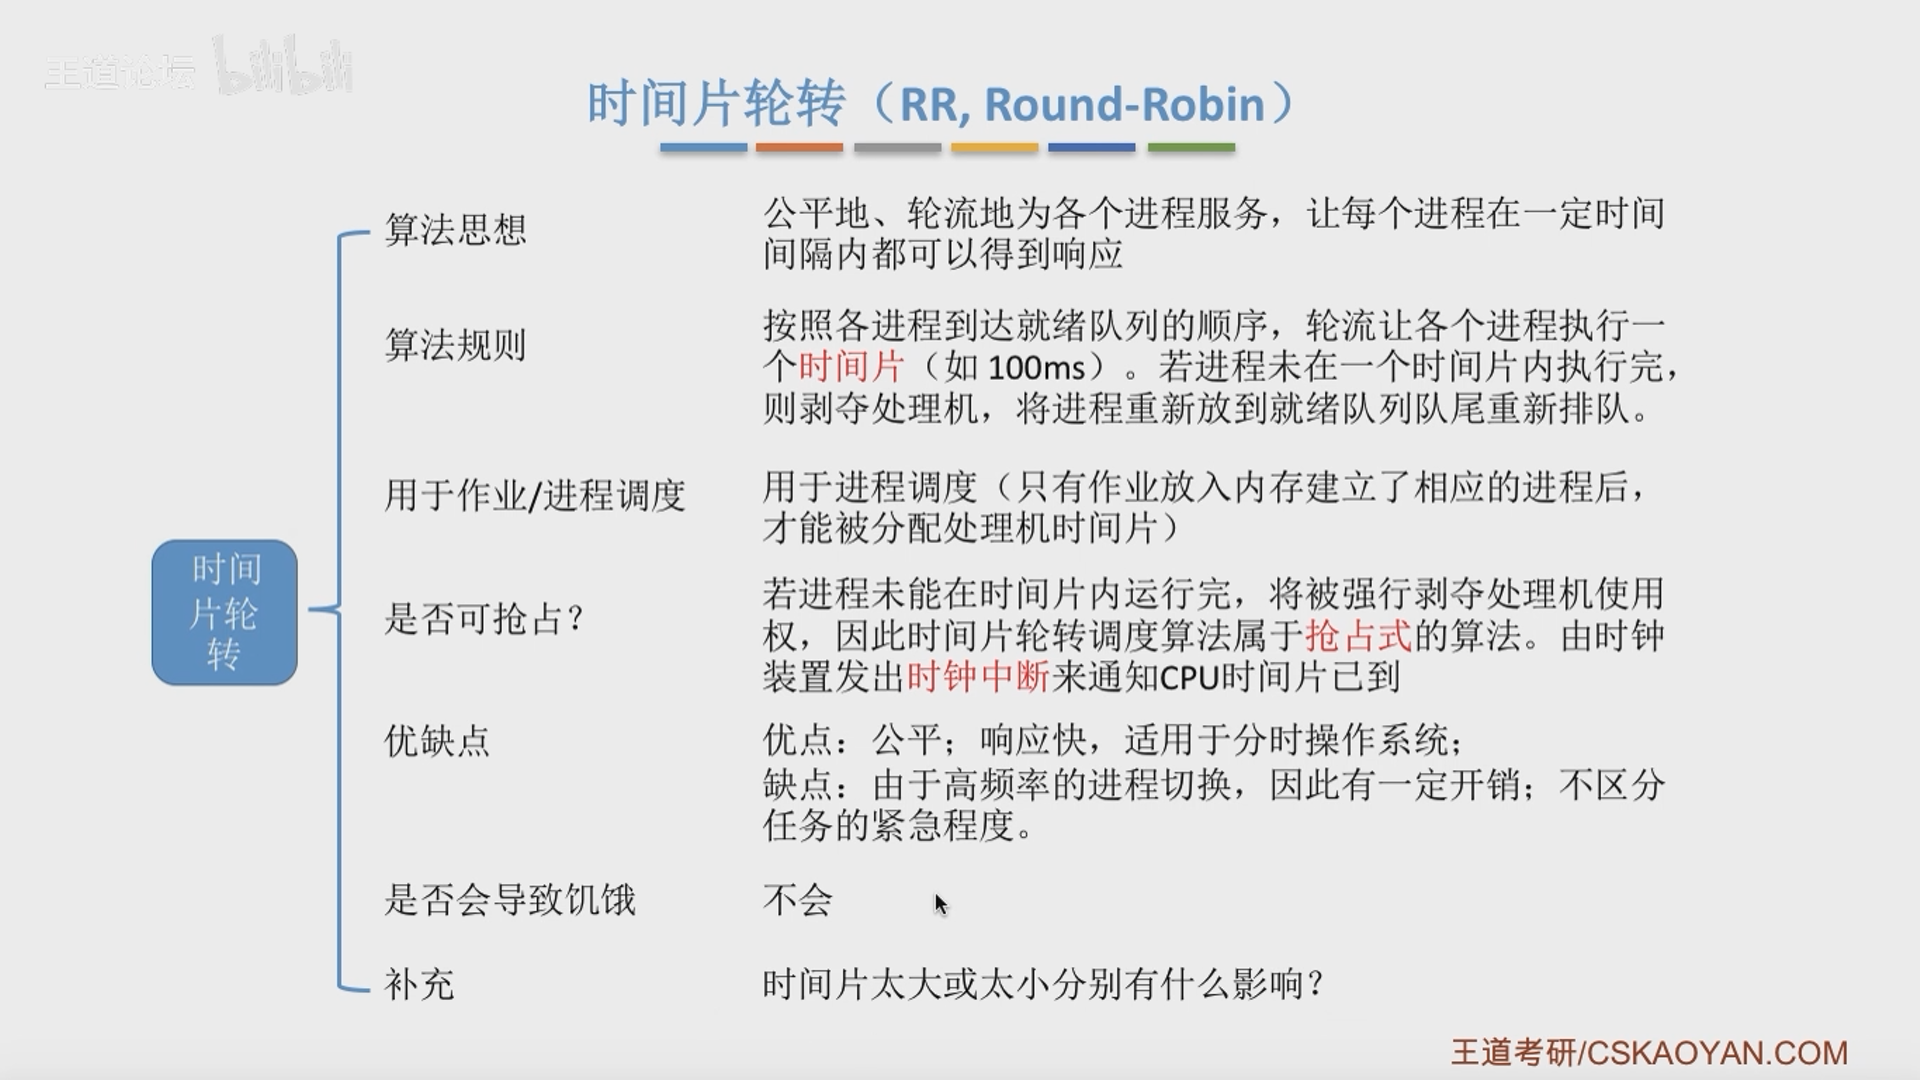 王道论坛 bilibili
时间片轮转（RR, Round-Robin）
算法思想
公平地、轮流地为各个进程服务，让每个进程在一定时间
间隔内都可以得到响应
算法规则
按照各进程到达就绪队列的顺序，轮流让各个进程执行一
个时间片（如 100ms）。若进程未在一个时间片内执行完，
则剥夺处理机，将进程重新放到就绪队列队尾重新排队。
用于作业/进程调度
用于进程调度（只有作业放入内存建立了相应的进程后，
才能被分配处理机时间片）
时间
片轮
转
是否可抢占？
若进程未能在时间片内运行完，将被强行剥夺处理机使用
权，因此时间片轮转调度算法属于抢占式的算法。由时钟
装置发出时钟中断来通知CPU时间片已到
优缺点
优点：公平；响应快，适用于分时操作系统；
缺点：由于高频率的进程切换，因此有一定开销；不区分
任务的紧急程度。
是否会导致饥饿
不会
补充
时间片太大或太小分别有什么影响？
王道考研/CSKAOYAN.COM